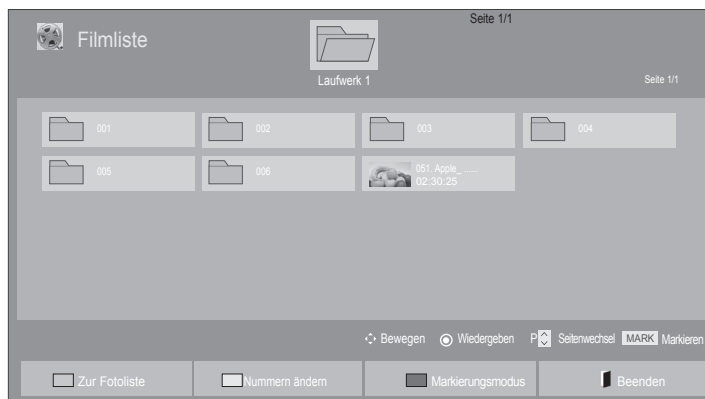 Seite 1/1
Filmliste
Laufwerk 1
Seite 1/1
001
002
003
004
005
006
051. Apple_ .....
02:30:25
Bewegen
Wiedergeben
P
Seitenwechsel
MARK
Markieren
Zur Fotoliste
Nummern ändern
Markierungsmodus
Beenden